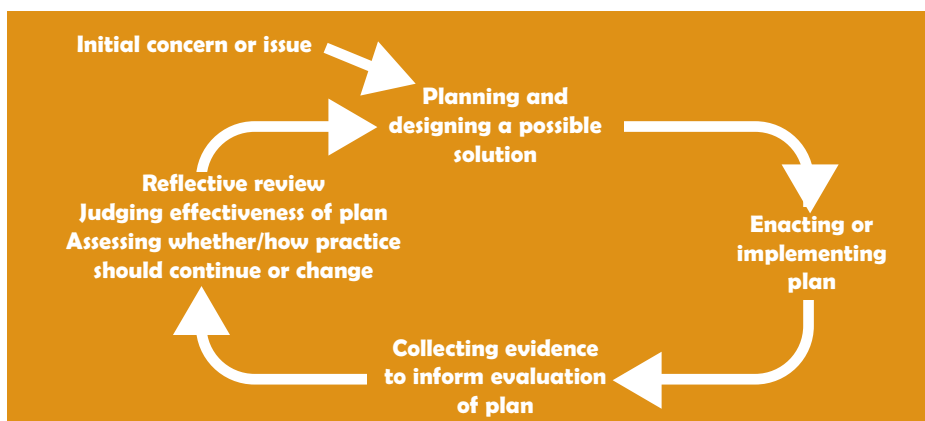 Initial concern or issue
Planning and
designing a possible
solution
Enacting or
implementing
plan
Collecting evidence
to inform evaluation
of plan
Reflective review
Judging effectiveness of plan
Assessing whether/how practice
should continue or change